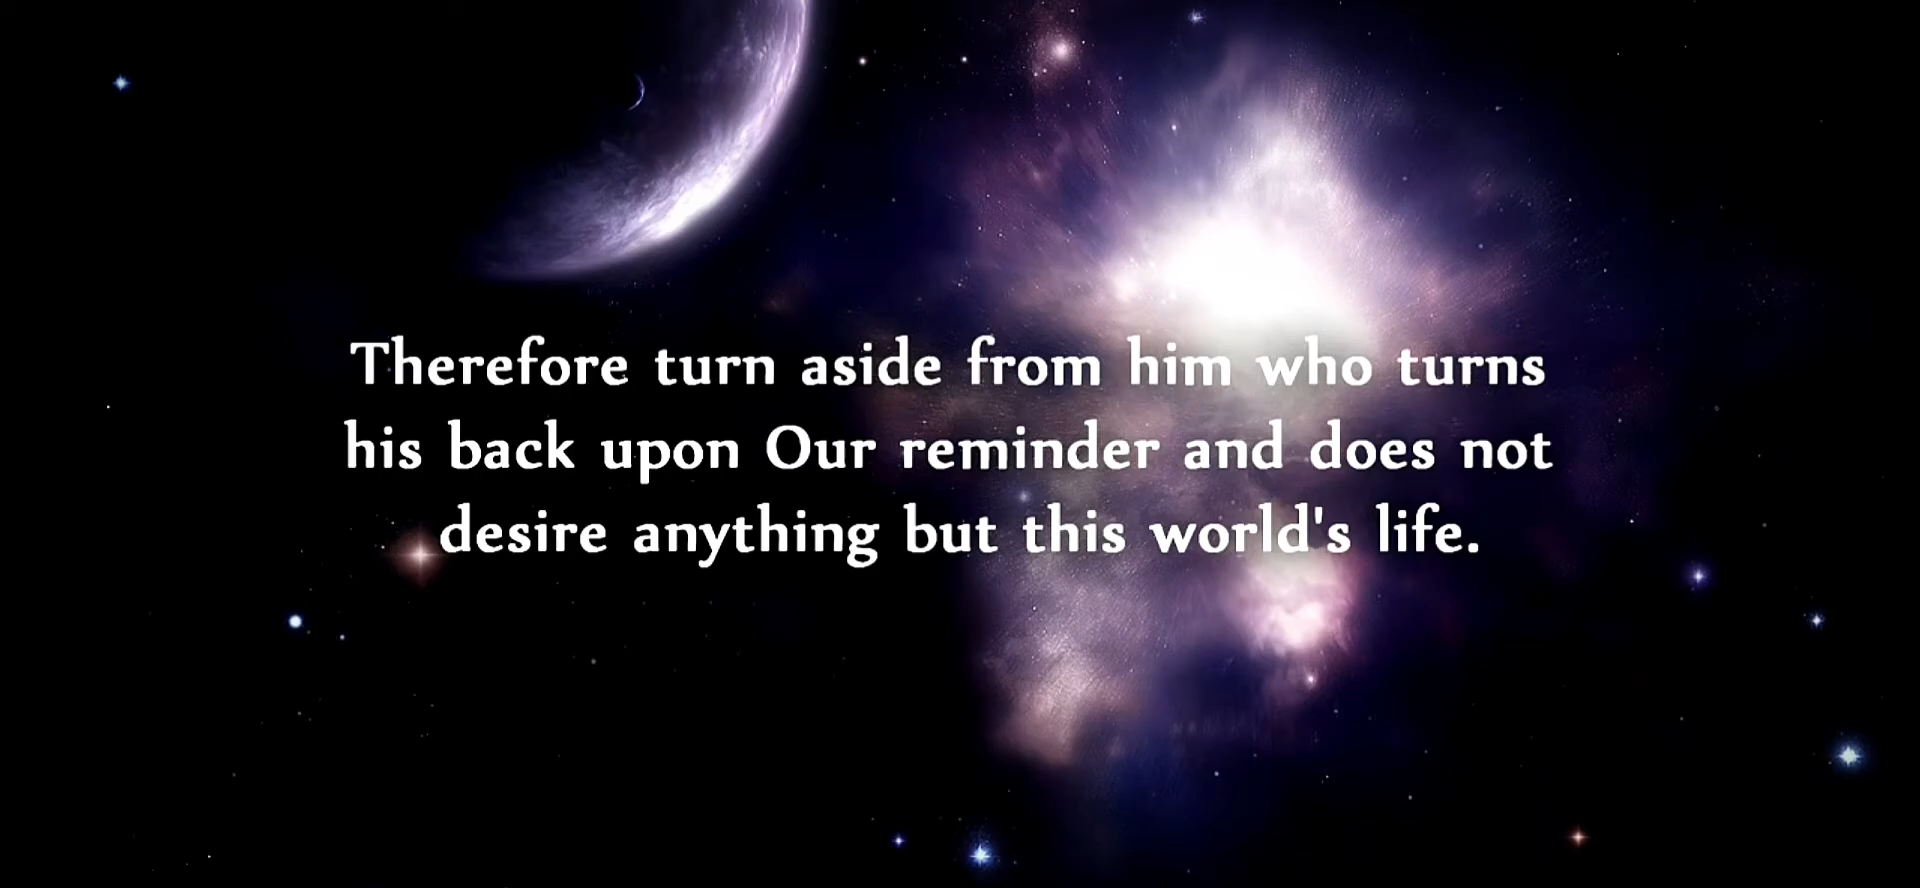 Therefore turn aside from him who turns
his back upon Our reminder and does not
desire anything but this world's life.